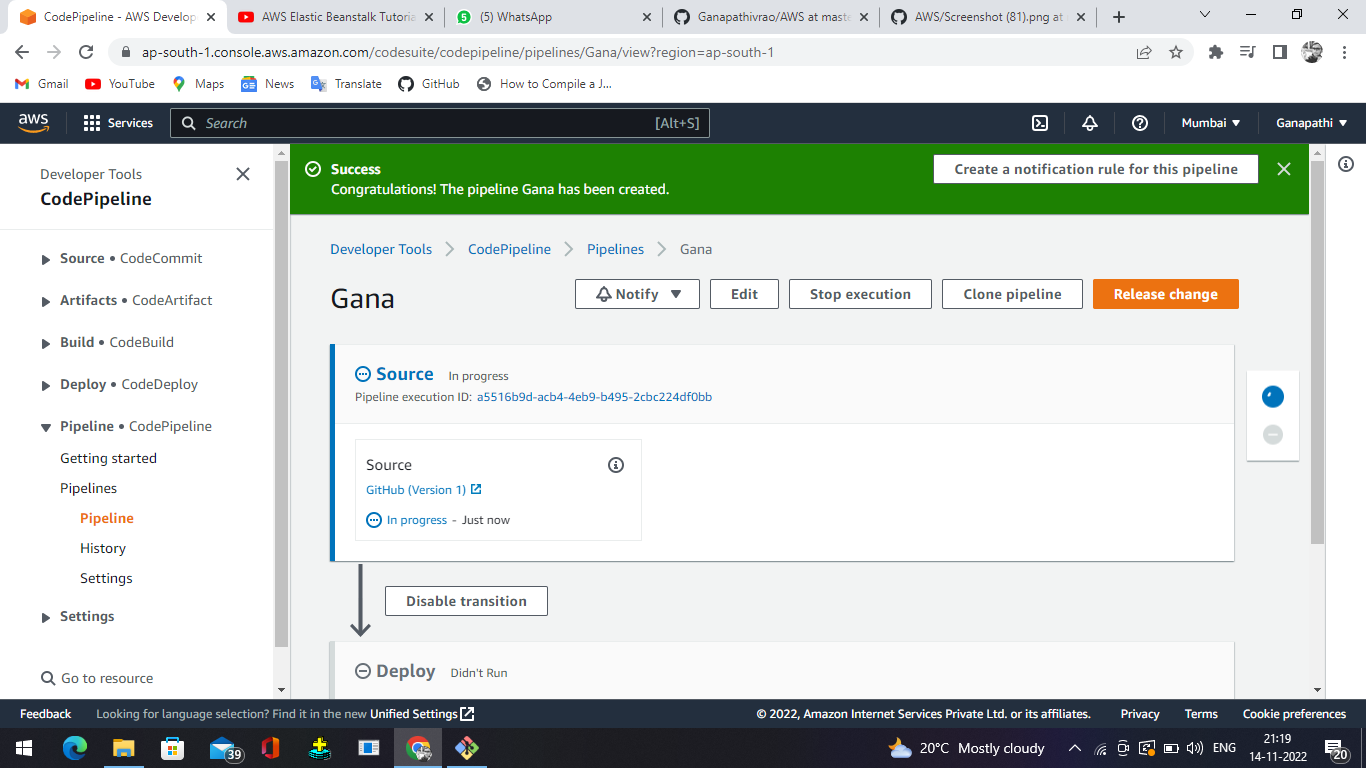 CodePipeline - AWS Develop
AWS Elastic Beanstalk Tutoria
(5) WhatsApp
Ganapathivrao/AWS at maste
AWS/Screenshot (81).png at
ap-south-1.console.aws.amazon.com/codesuite/codepipeline/pipelines/Gana/view?region=ap-south-1
Gmail YouTube Maps News Translate GitHub How to Compile a J...
aws Services Search [Alt+S] Mumbai Ganapathi
Developer Tools
CodePipeline
Source • CodeCommit
Artifacts • CodeArtifact
Build • CodeBuild
Deploy • CodeDeploy
Pipeline • CodePipeline
Getting started
Pipelines
Pipeline
History
Settings
Settings
Go to resource
Success
Congratulations! The pipeline Gana has been created.
Create a notification rule for this pipeline
Developer Tools CodePipeline Pipelines Gana
Gana
Notify Edit Stop execution Clone pipeline Release change
Source In progress
Pipeline execution ID: a5516b9d-acb4-4eb9-b495-2cbc224df0bb
Source
GitHub (Version 1)
In progress - Just now
Disable transition
Deploy Didn't Run
Feedback Looking for language selection? Find it in the new Unified Settings © 2022, Amazon Internet Services Private Ltd. or its affiliates. Privacy Terms Cookie preferences
39 20°C Mostly cloudy ENG 21:19
14-11-2022 20